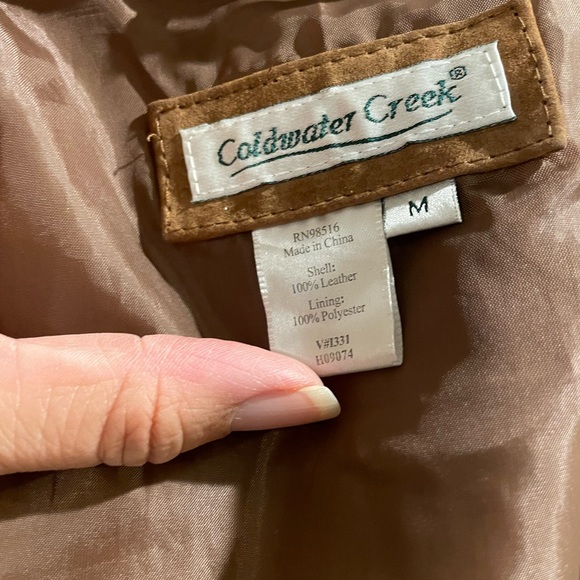 Coldwater Creek®
M
RN98516
Made in China
Shell:
100% Leather
Lining:
100% Polyester
V#I331
H09074